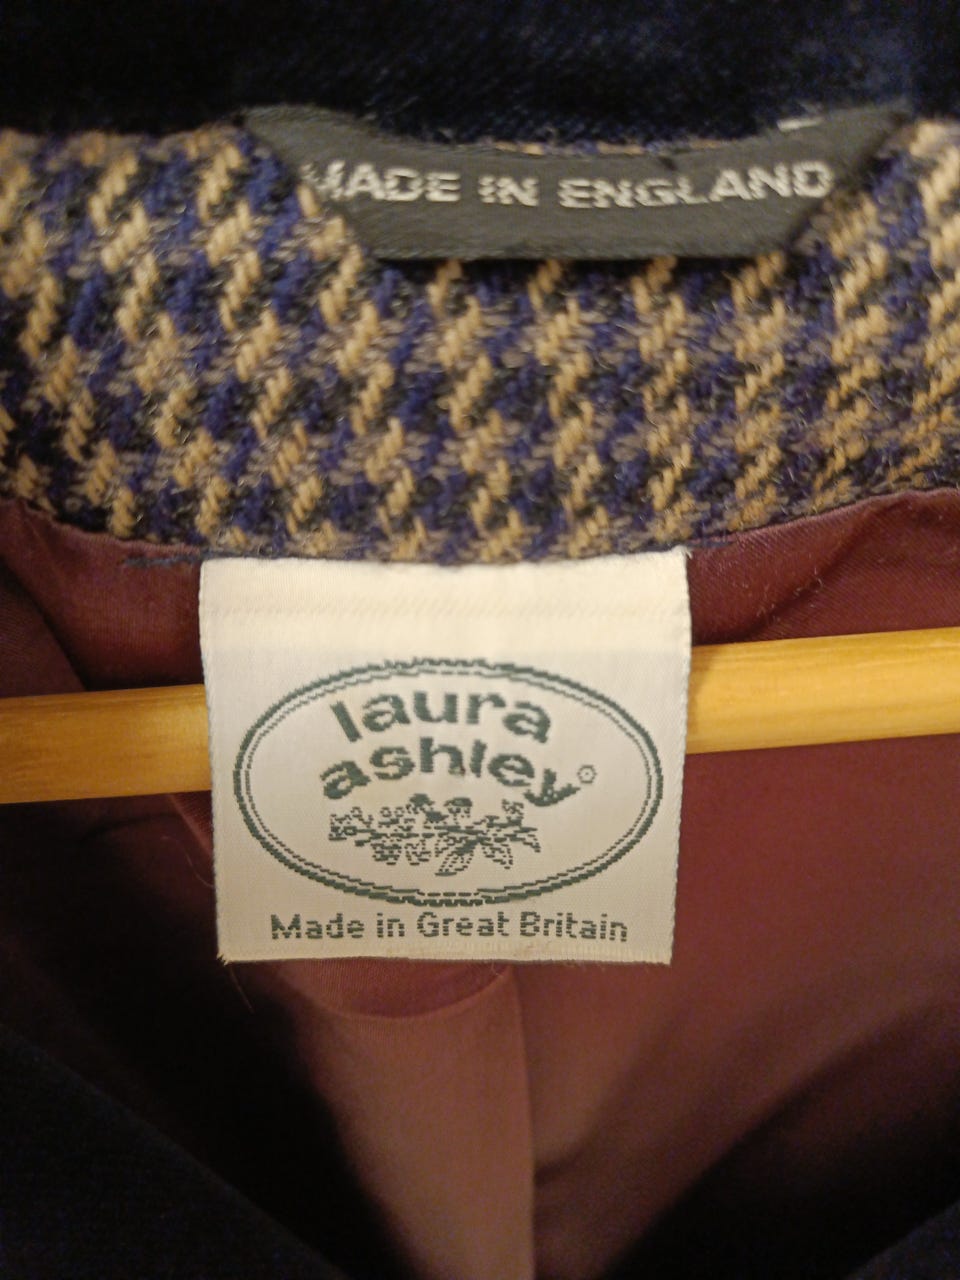 MADE IN ENGLAND
laura
ashley®
Made in Great Britain